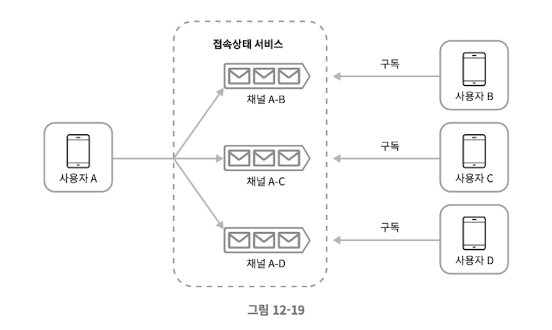 접속상태 서비스
채널 A-B
구독
사용자 B
사용자 A
채널 A-C
구독
사용자 C
채널 A-D
구독
사용자 D
그림 12-19